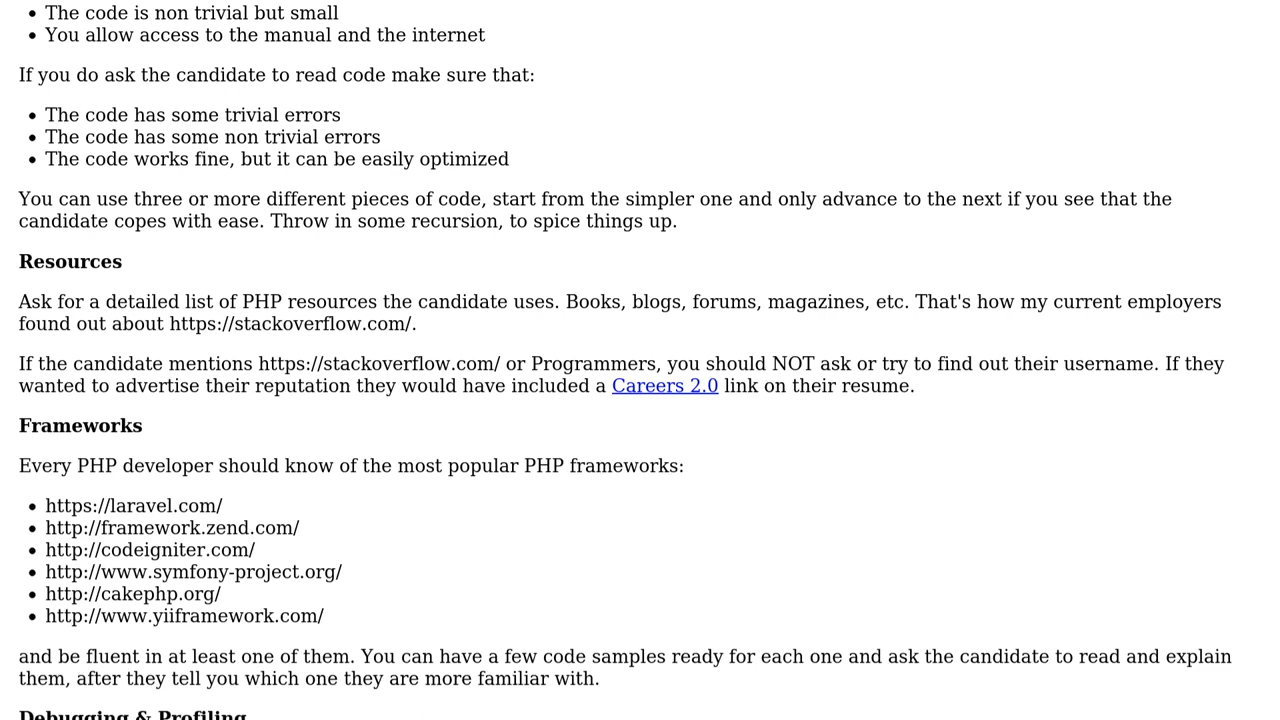 • The code is non trivial but small
• You allow access to the manual and the internet
If you do ask the candidate to read code make sure that:
• The code has some trivial errors
• The code has some non trivial errors
• The code works fine, but it can be easily optimized
You can use three or more different pieces of code, start from the simpler one and only advance to the next if you see that the
candidate copes with ease. Throw in some recursion, to spice things up.
Resources
Ask for a detailed list of PHP resources the candidate uses. Books, blogs, forums, magazines, etc. That's how my current employers
found out about https://stackoverflow.com/.
If the candidate mentions https://stackoverflow.com/ or Programmers, you should NOT ask or try to find out their username. If they
wanted to advertise their reputation they would have included a Careers 2.0 link on their resume.
Frameworks
Every PHP developer should know of the most popular PHP frameworks:
• https://laravel.com/
• http://framework.zend.com/
• http://codeigniter.com/
• http://www.symfony-project.org/
• http://cakephp.org/
• http://www.yiiframework.com/
and be fluent in at least one of them. You can have a few code samples ready for each one and ask the candidate to read and explain
them, after they tell you which one they are more familiar with.
Debugging & Profiling